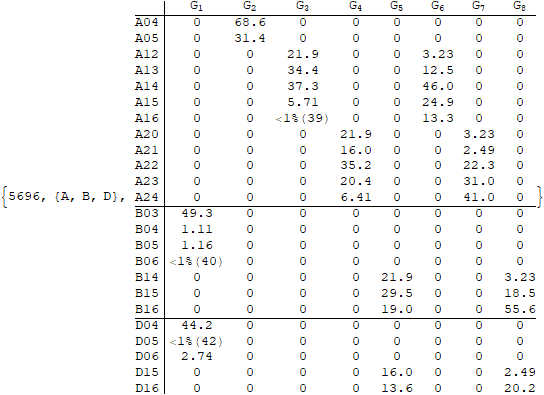 G1 G2 G3 G4 G5 G6 G7 G8
A04 0 68.6 0 0 0 0 0 0
A05 0 31.4 0 0 0 0 0 0
A12 0 0 21.9 0 0 3.23 0 0
A13 0 0 34.4 0 0 12.5 0 0
A14 0 0 37.3 0 0 46.0 0 0
A15 0 0 5.71 0 0 24.9 0 0
A16 0 0 <1%(39) 0 0 13.3 0 0
A20 0 0 0 21.9 0 0 3.23 0
A21 0 0 0 16.0 0 0 2.49 0
A22 0 0 0 35.2 0 0 22.3 0
A23 0 0 0 20.4 0 0 31.0 0
{5696, {A, B, D}, A24 0 0 0 6.41 0 0 41.0 0 }
B03 49.3 0 0 0 0 0 0 0
B04 1.11 0 0 0 0 0 0 0
B05 1.16 0 0 0 0 0 0 0
B06 <1%(40) 0 0 0 0 0 0 0
B14 0 0 0 0 21.9 0 0 3.23
B15 0 0 0 0 29.5 0 0 18.5
B16 0 0 0 0 19.0 0 0 55.6
D04 44.2 0 0 0 0 0 0 0
D05 <1%(42) 0 0 0 0 0 0 0
D06 2.74 0 0 0 0 0 0 0
D15 0 0 0 0 16.0 0 0 2.49
D16 0 0 0 0 13.6 0 0 20.2